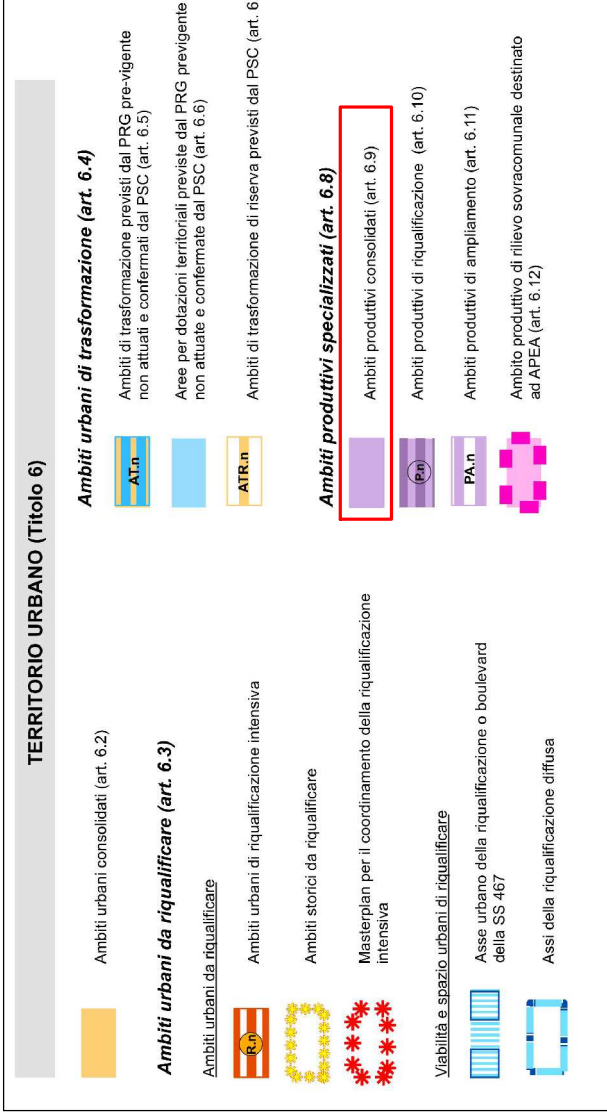 TERRITORIO URBANO (Titolo 6)
Ambiti urbani consolidati (art. 6.2)
Ambiti urbani da riqualificare (art. 6.3)
Ambiti urbani da riqualificare
R.n
Ambiti urbani di riqualificazione intensiva
Ambiti storici da riqualificare
Masterplan per il coordinamento della riqualificazione
intensiva
Viabilità e spazio urbani di riqualificare
Asse urbano della riqualificazione o boulevard
della SS 467
Assi della riqualificazione diffusa
Ambiti urbani di trasformazione (art. 6.4)
AT.n
Ambiti di trasformazione previsti dal PRG pre-vigente
non attuati e confermati dal PSC (art. 6.5)
Aree per dotazioni territoriali previste dal PRG previgente
non attuate e confermate dal PSC (art. 6.6)
ATR.n
Ambiti di trasformazione di riserva previsti dal PSC (art. 6
Ambiti produttivi specializzati (art. 6.8)
Ambiti produttivi consolidati (art. 6.9)
P.n
Ambiti produttivi di riqualificazione (art. 6.10)
PA.n
Ambiti produttivi di ampliamento (art. 6.11)
Ambito produttivo di rilievo sovracomunale destinato
ad APEA (art. 6.12)